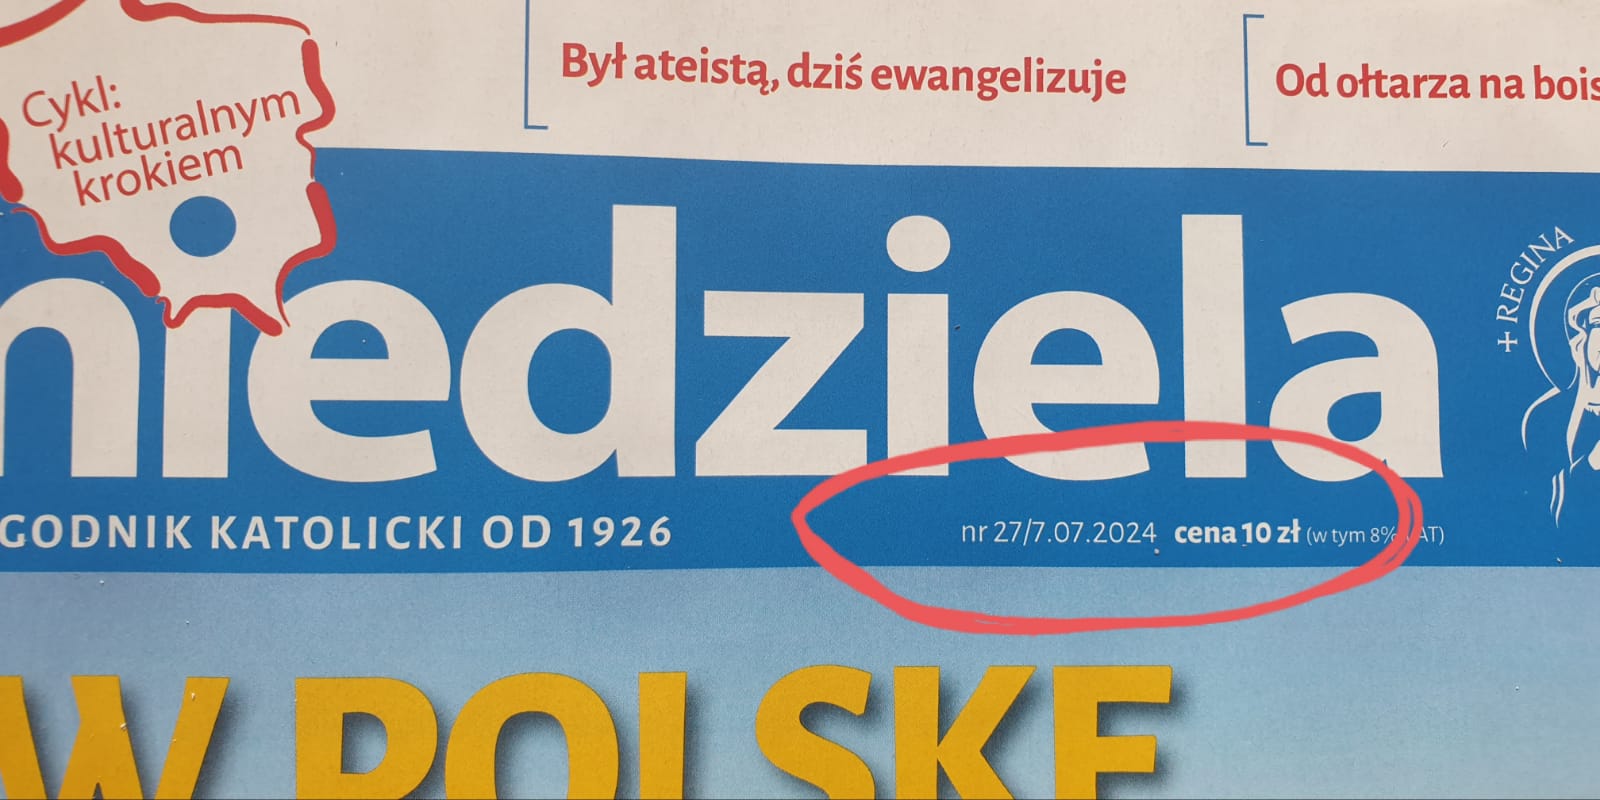 Był ateistą, dziś ewangelizuje
Od ołtarza na bois
Cykl:
kulturalnym
krokiem
niedziela
+ REGINA
GODNIK KATOLICKI OD 1926
nr 27/7.07.2024 cena 10 zł (w tym 8% VAT)
W POLSKĘ